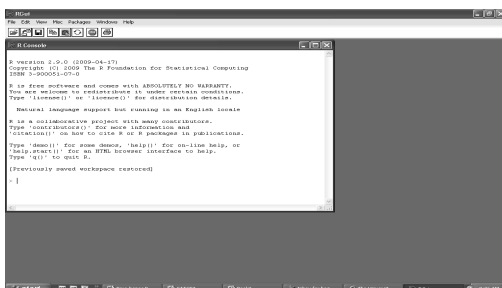 RGui
File Edit View Misc Packages Windows Help
R Console
R version 2.9.0 (2009-04-17)
Copyright (C) 2009 The R Foundation for Statistical Computing
ISBN 3-900051-07-0
R is free software and comes with ABSOLUTELY NO WARRANTY.
You are welcome to redistribute it under certain conditions.
Type 'license()' or 'licence()' for distribution details.
Natural language support but running in an English locale
R is a collaborative project with many contributors.
Type 'contributors()' for more information and
'citation()' on how to cite R or R packages in publications.
Type 'demo()' for some demos, 'help()' for on-line help, or
'help.start()' for an HTML browser interface to help.
Type 'q()' to quit R.
[Previously saved workspace restored]
>
start